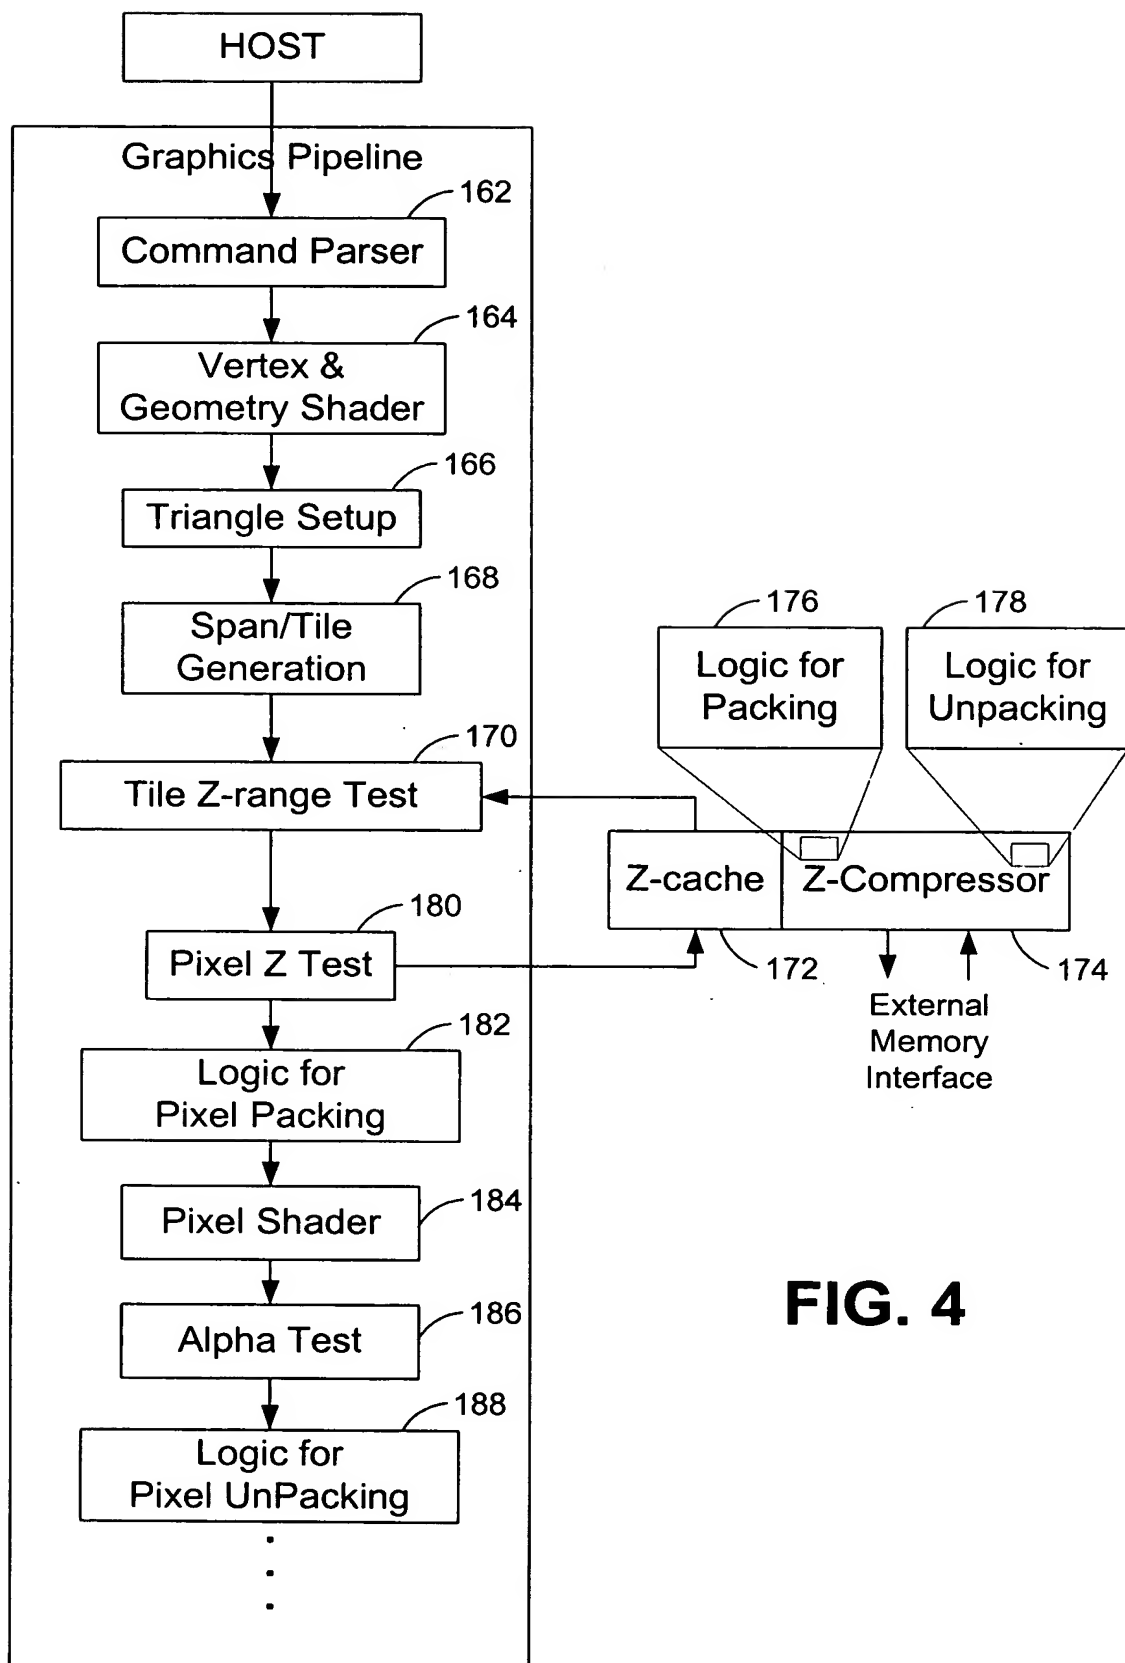 HOST
Graphics Pipeline
162
Command Parser
164
Vertex &
Geometry Shader
166
Triangle Setup
168
Span/Tile
Generation
176
Logic for
Packing
178
Logic for
Unpacking
170
Tile Z-range Test
Z-cache
Z-Compressor
180
Pixel Z Test
172
174
External
Memory
Interface
182
Logic for
Pixel Packing
184
Pixel Shader
186
Alpha Test
188
Logic for
Pixel UnPacking
FIG. 4